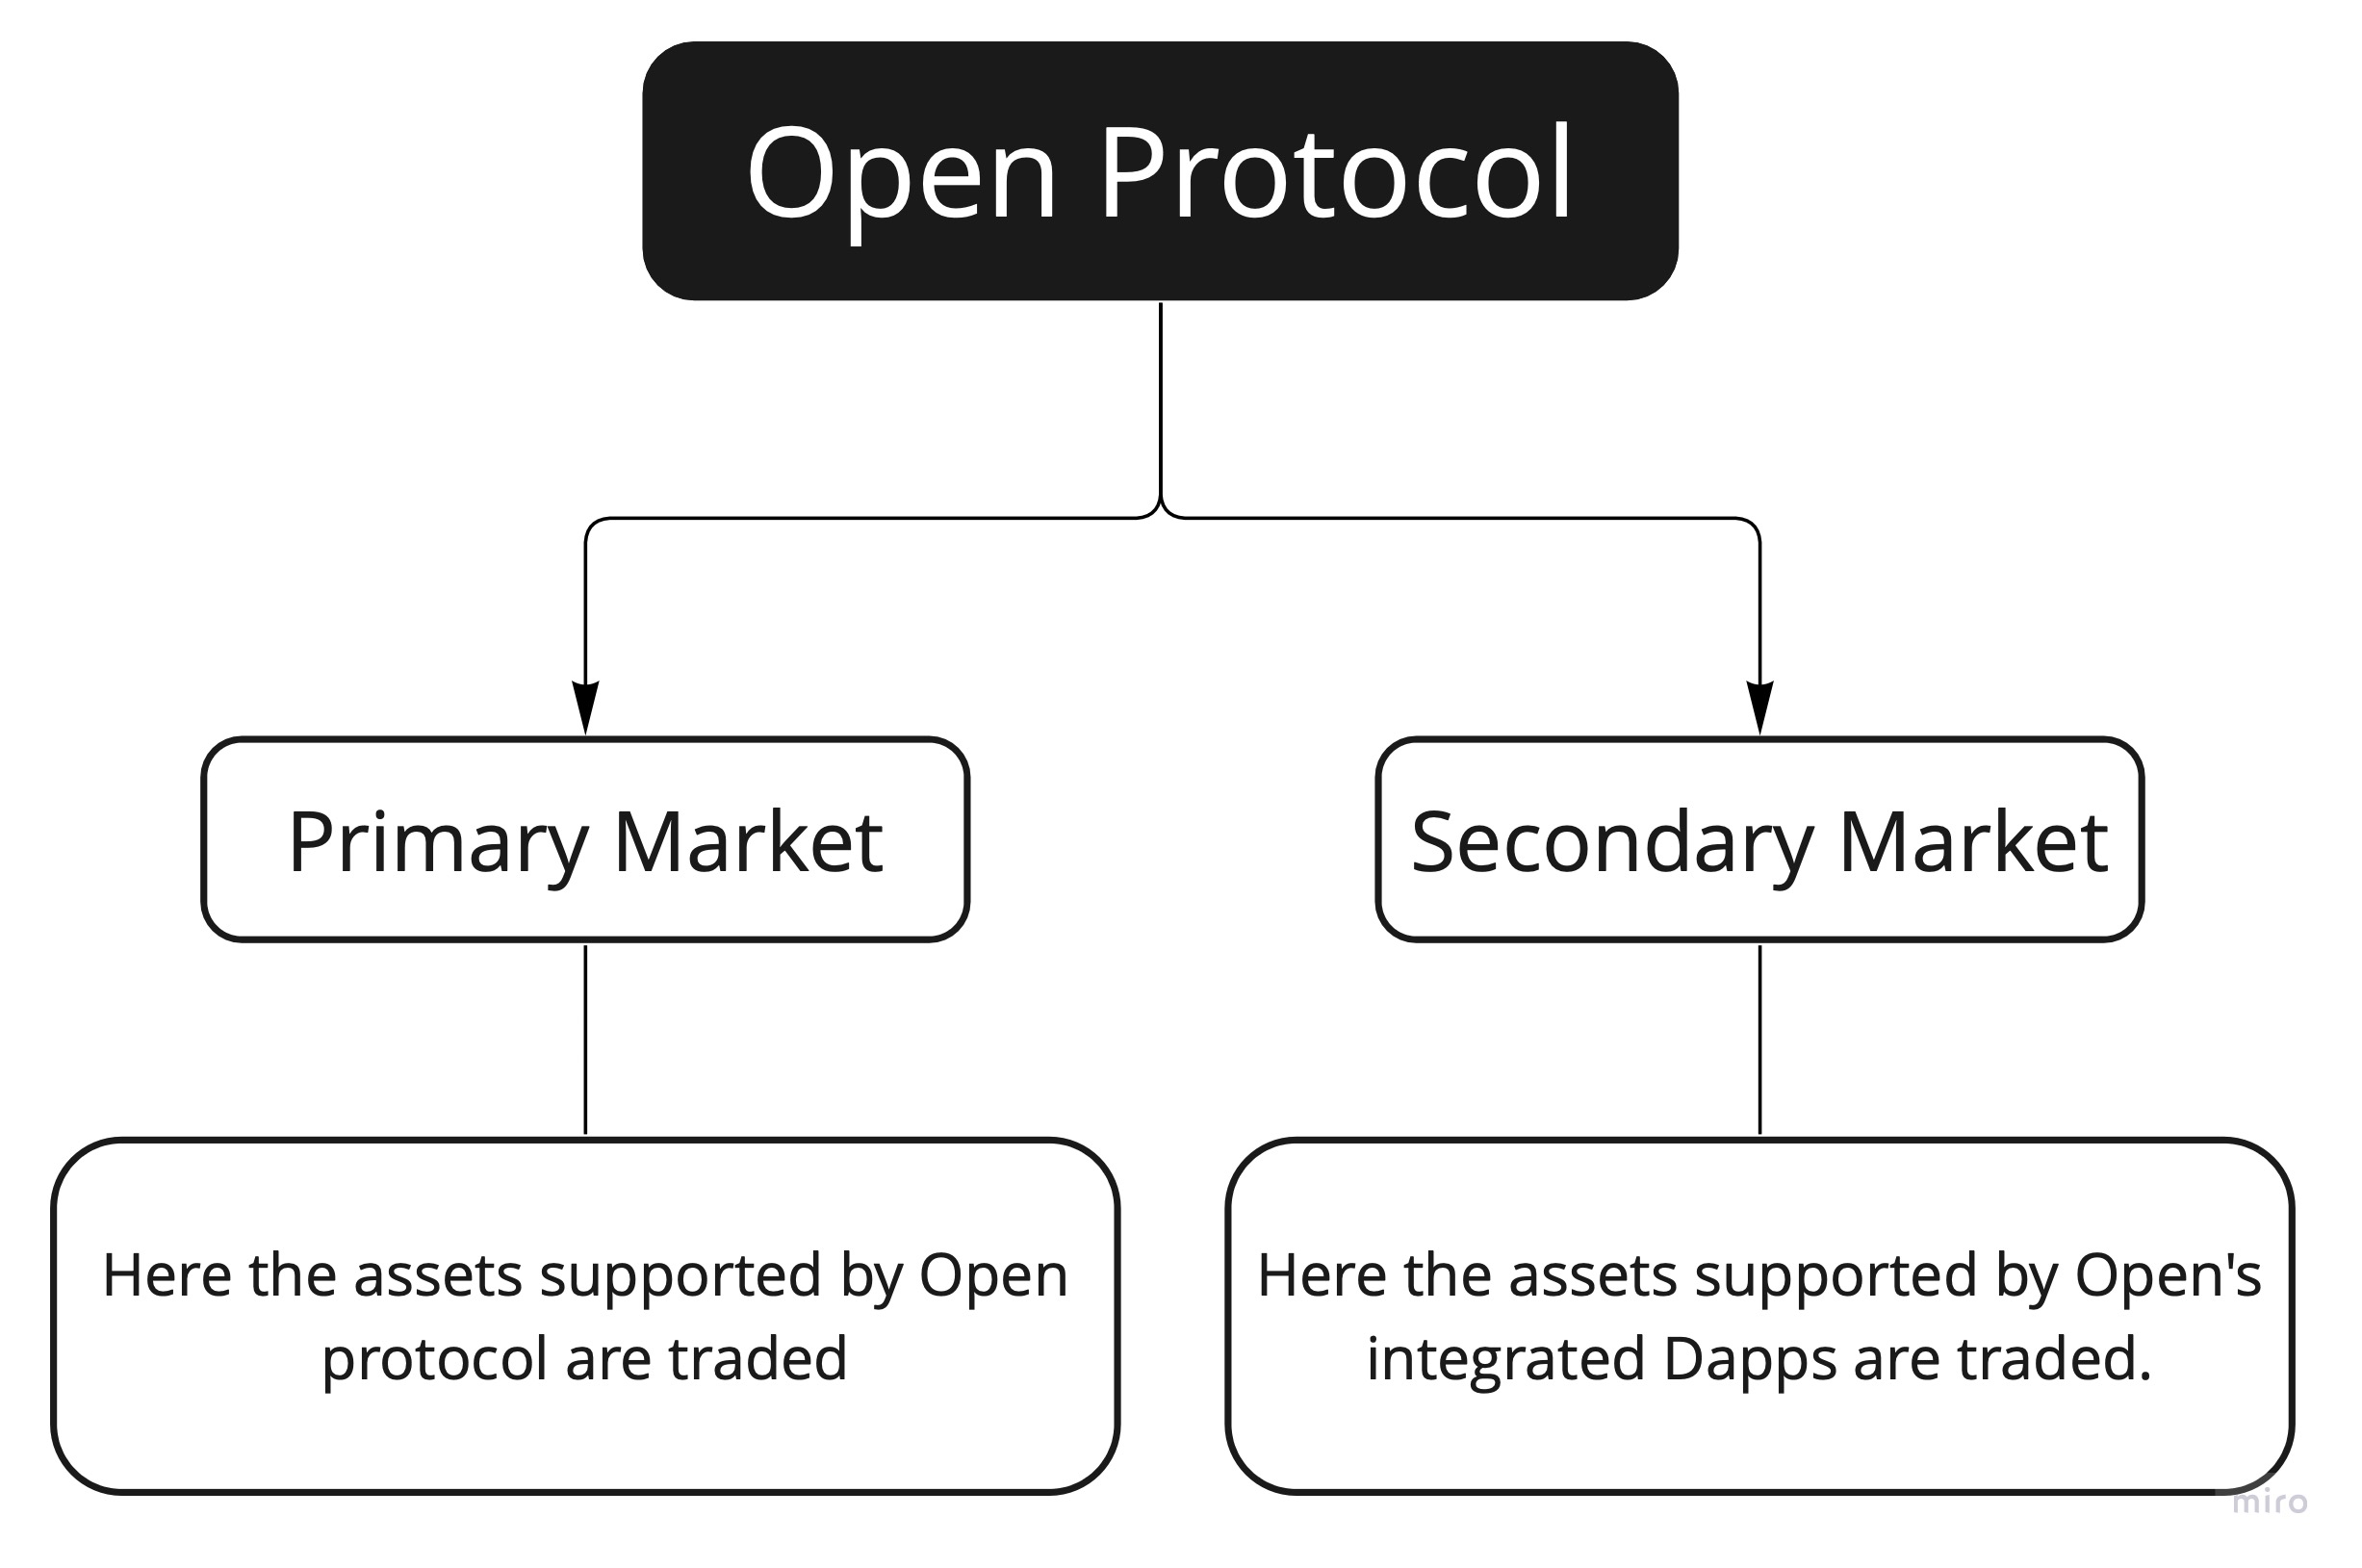 Open Protocol
Primary Market
Secondary Market
Here the assets supported by Open
protocol are traded
Here the assets supported by Open's
integrated Dapps are traded.
miro